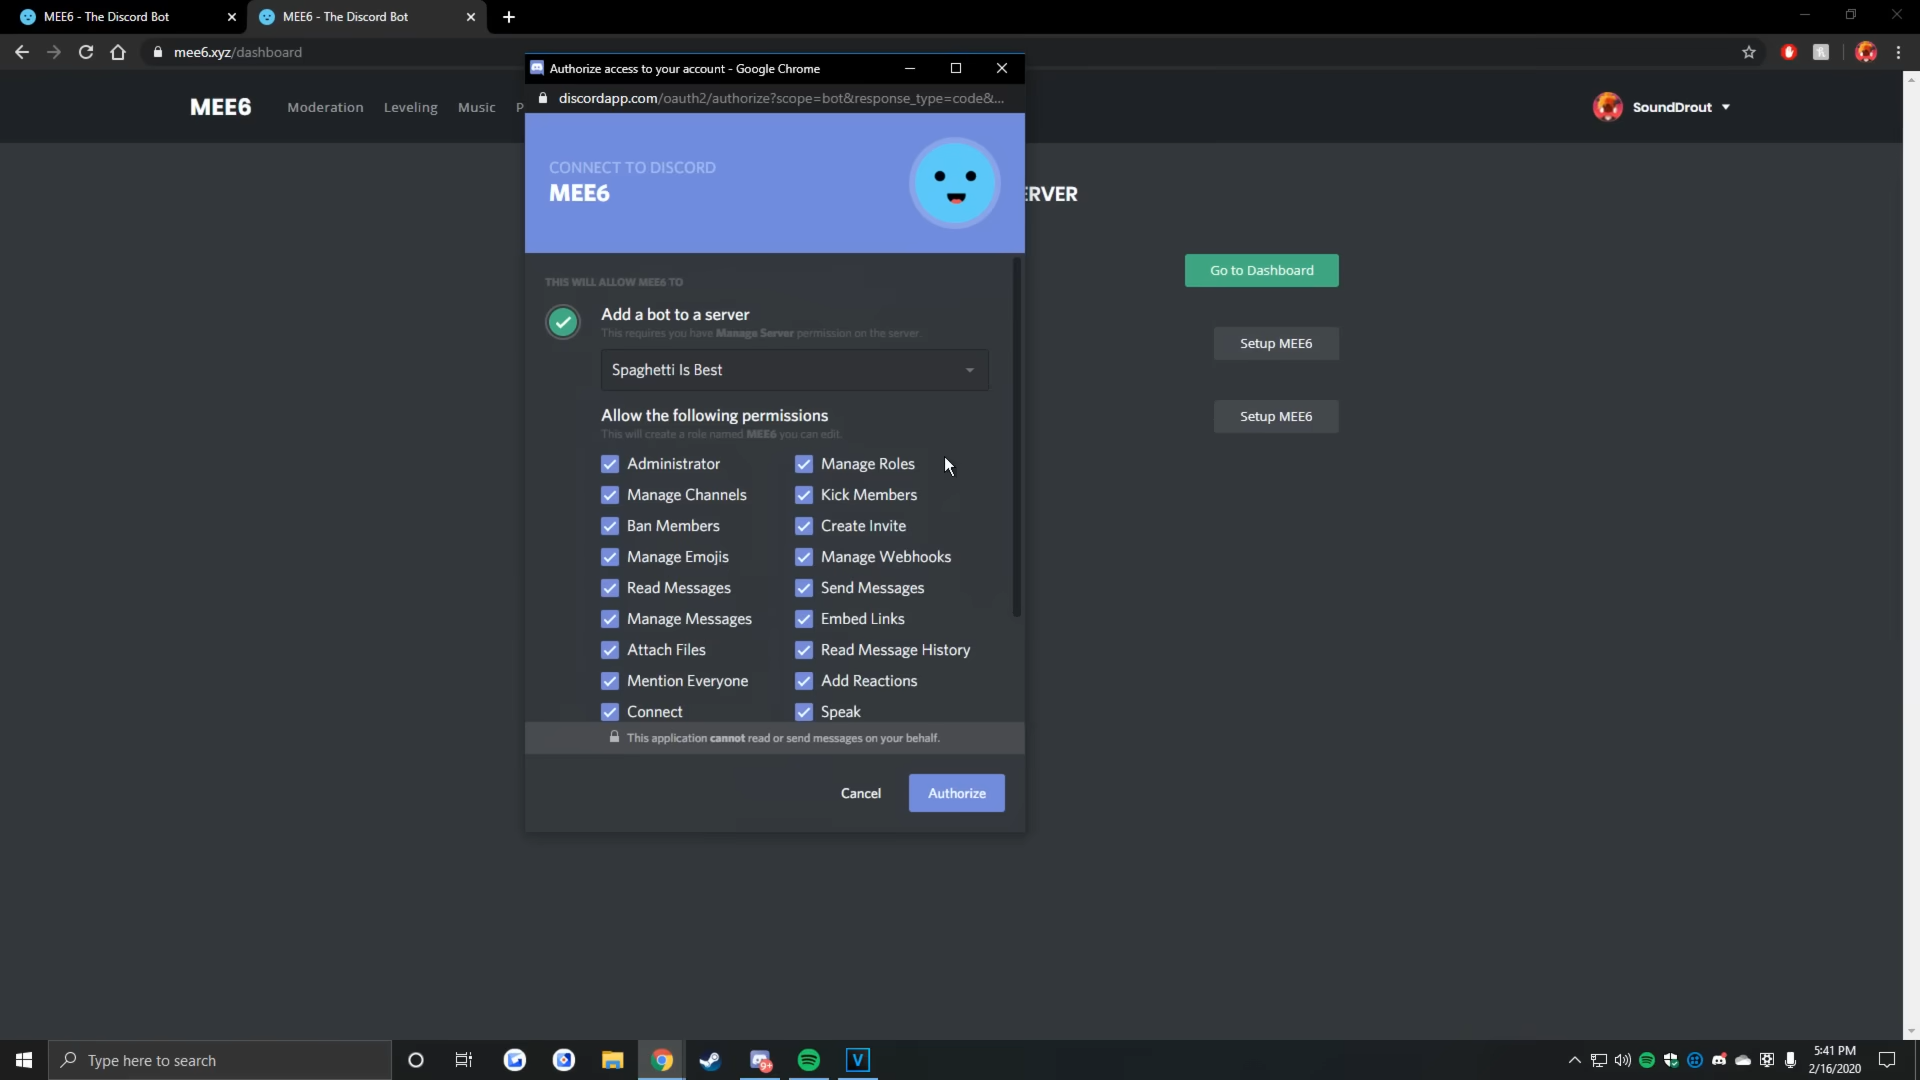 MEE6 - The Discord Bot
MEE6 - The Discord Bot
mee6.xyz/dashboard
Authorize access to your account - Google Chrome
discordapp.com/oauth2/authorize?scope=bot&response_type=code&...
MEE6
Moderation
Leveling
Music
P
SoundDrout
CONNECT TO DISCORD
MEE6
ERVER
THIS WILL ALLOW MEE6 TO
Add a bot to a server
This requires you have Manage Server permission on the server.
Spaghetti Is Best
Allow the following permissions
This will create a role named MEE6 you can edit.
Administrator
Manage Roles
Manage Channels
Kick Members
Ban Members
Create Invite
Manage Emojis
Manage Webhooks
Read Messages
Send Messages
Manage Messages
Embed Links
Attach Files
Read Message History
Mention Everyone
Add Reactions
Connect
Speak
This application cannot read or send messages on your behalf.
Cancel
Authorize
Go to Dashboard
Setup MEE6
Setup MEE6
Type here to search
9+
V
5:41 PM
2/16/2020